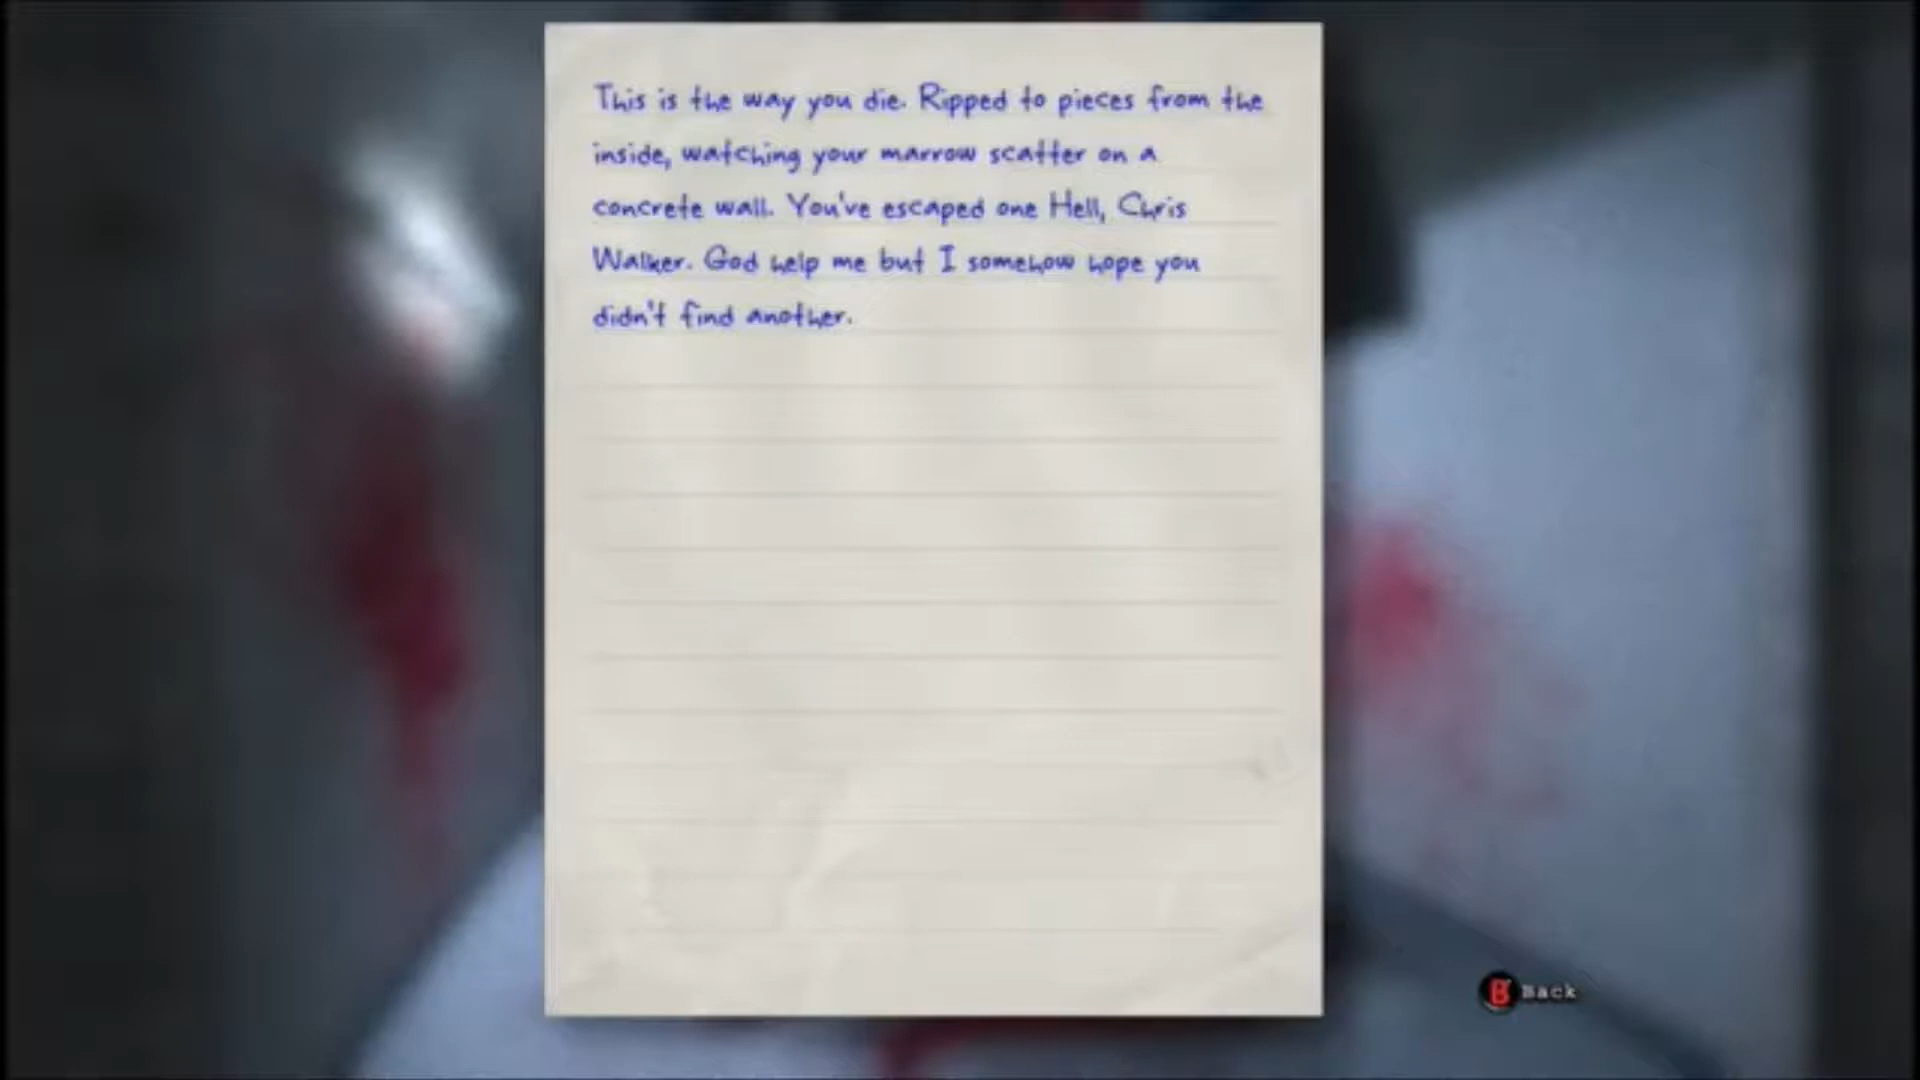 This is the way you die. Ripped to pieces from the
inside, watching your marrow scatter on a
concrete wall. You've escaped one Hell, Chris
Walker. God help me but I somehow hope you
didn't find another.
B Back